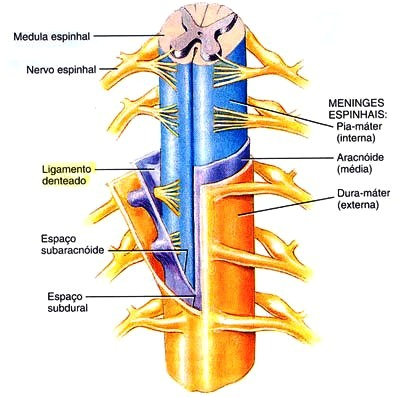 Medula espinhal
Nervo espinhal
Ligamento
denteado
Espaço
subaracnóide
Espaço
subdural
MENINGES
ESPINHAIS:
Pia-máter
(interna)
Aracnóide
(média)
Dura-máter
(externa)